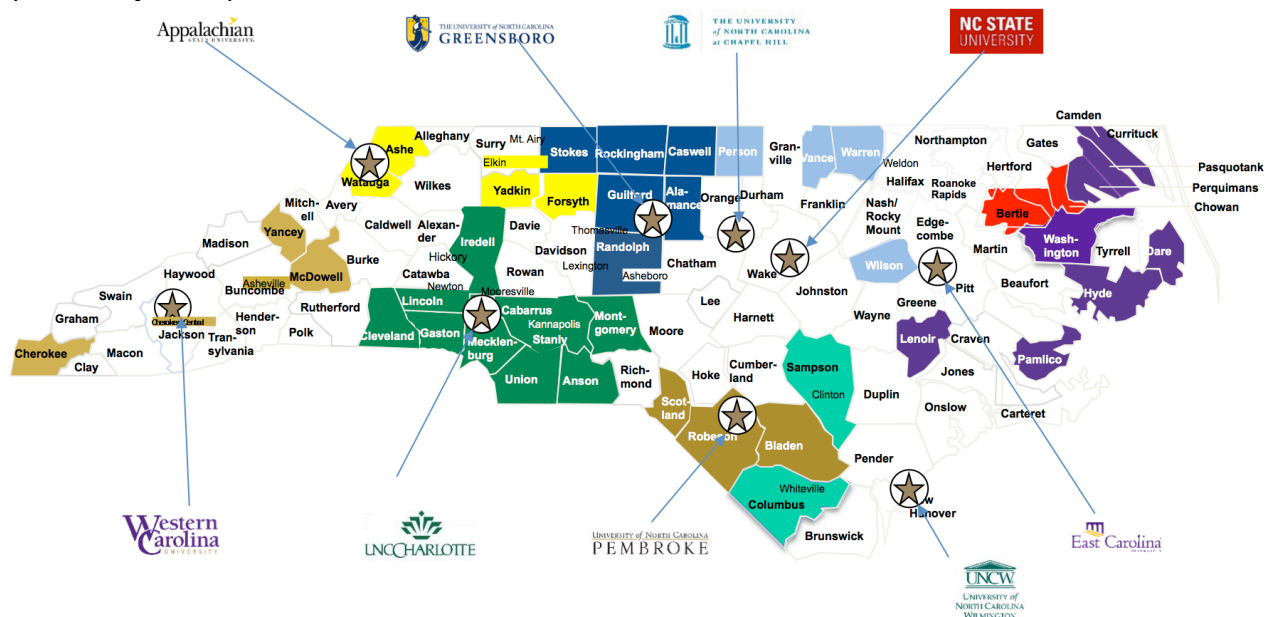 Appalachian
STATE UNIVERSITY
THE UNIVERSITY of NORTH CAROLINA
GREENSBORO
THE UNIVERSITY
of NORTH CAROLINA
at CHAPEL HILL
NC STATE
UNIVERSITY
Camden
Currituck
Gates
Pasquotank
Perquimans
Chowan
Northampton
Hertford
Alleghany
Ashe
Surry
Mt. Airy
Elkin
Stokes
Rockingham
Caswell
Person
Gran-
ville
Vance
Warren
Weldon
Halifax
Roanoke
Rapids
Watauga
Wilkes
Yadkin
Forsyth
Guilford
Ala-
mance
Orange
Durham
Franklin
Nash/
Rocky
Mount
Edge-
combe
Bertie
Martin
Wash-
ington
Tyrrell
Dare
Mitch-
ell
Avery
Yancey
Madison
Caldwell
Alexan-
der
Iredell
Hickory
Davie
Thomasville
Davidson
Lexington
Randolph
Asheboro
Chatham
Wake
Wilson
Pitt
Beaufort
Hyde
Haywood
Asheville
Buncombe
McDowell
Burke
Catawba
Newton
Rowan
Mooresville
Johnston
Greene
Wayne
Swain
Graham
Cherokee Central
Jackson
Hender-
son
Tran-
sylvania
Rutherford
Polk
Cleveland
Lincoln
Gaston
Mecklen-
burg
Cabarrus
Kannapolis
Stanly
Mont-
gomery
Moore
Lee
Harnett
Lenoir
Craven
Pamlico
Jones
Cherokee
Clay
Macon
Union
Anson
Rich-
mond
Hoke
Cumber-
land
Sampson
Clinton
Duplin
Onslow
Carteret
Scot-
land
Robeson
Bladen
Pender
Whiteville
Columbus
Hanover
Brunswick
Western
Carolina
UNIVERSITY
UNC CHARLOTTE
University of North Carolina
PEMBROKE
East Carolina
UNCW
UNIVERSITY of
NORTH CAROLINA
WILMINGTON